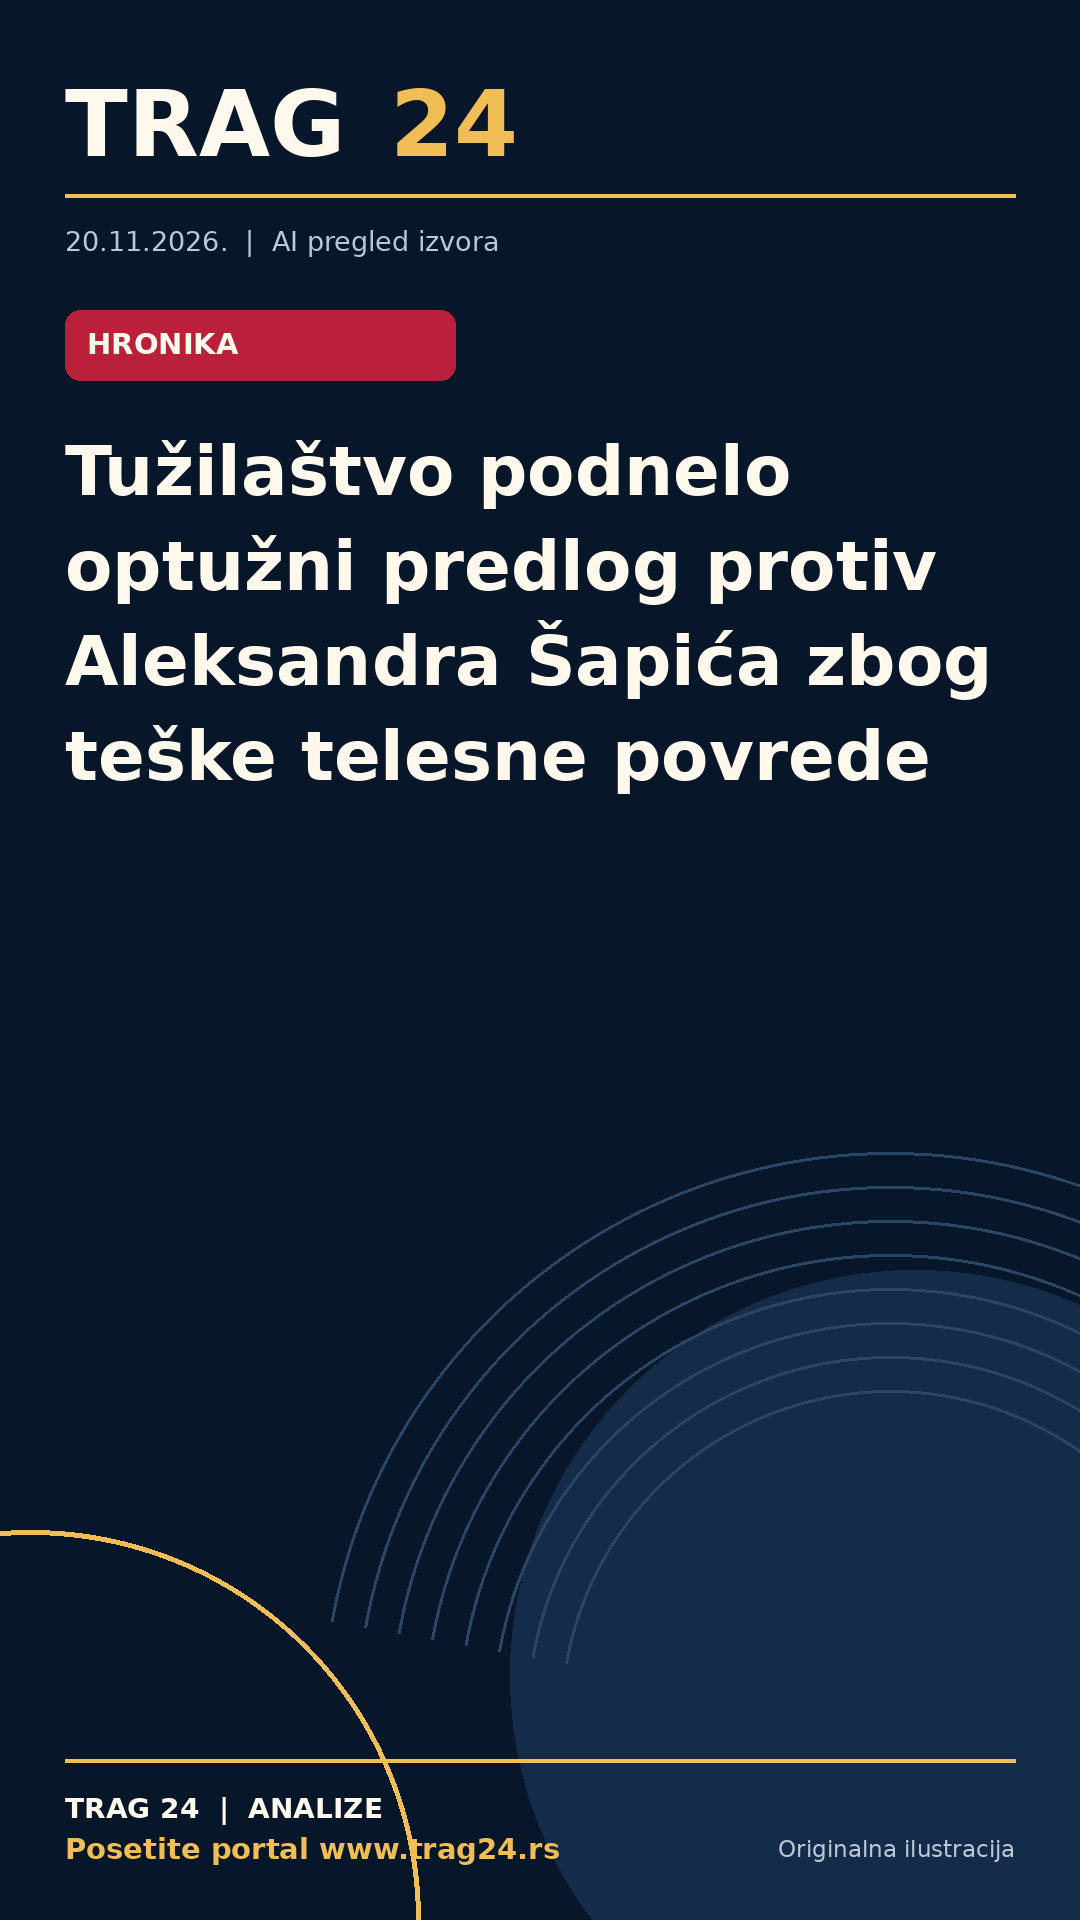 TRAG 24
20.11.2026. | AI pregled izvora
HRONIKA
Tužilaštvo podnelo
optužni predlog protiv
Aleksandra Šapića zbog
teške telesne povrede
TRAG 24 | ANALIZE
Posetite portal www.trag24.rs
Originalna ilustracija